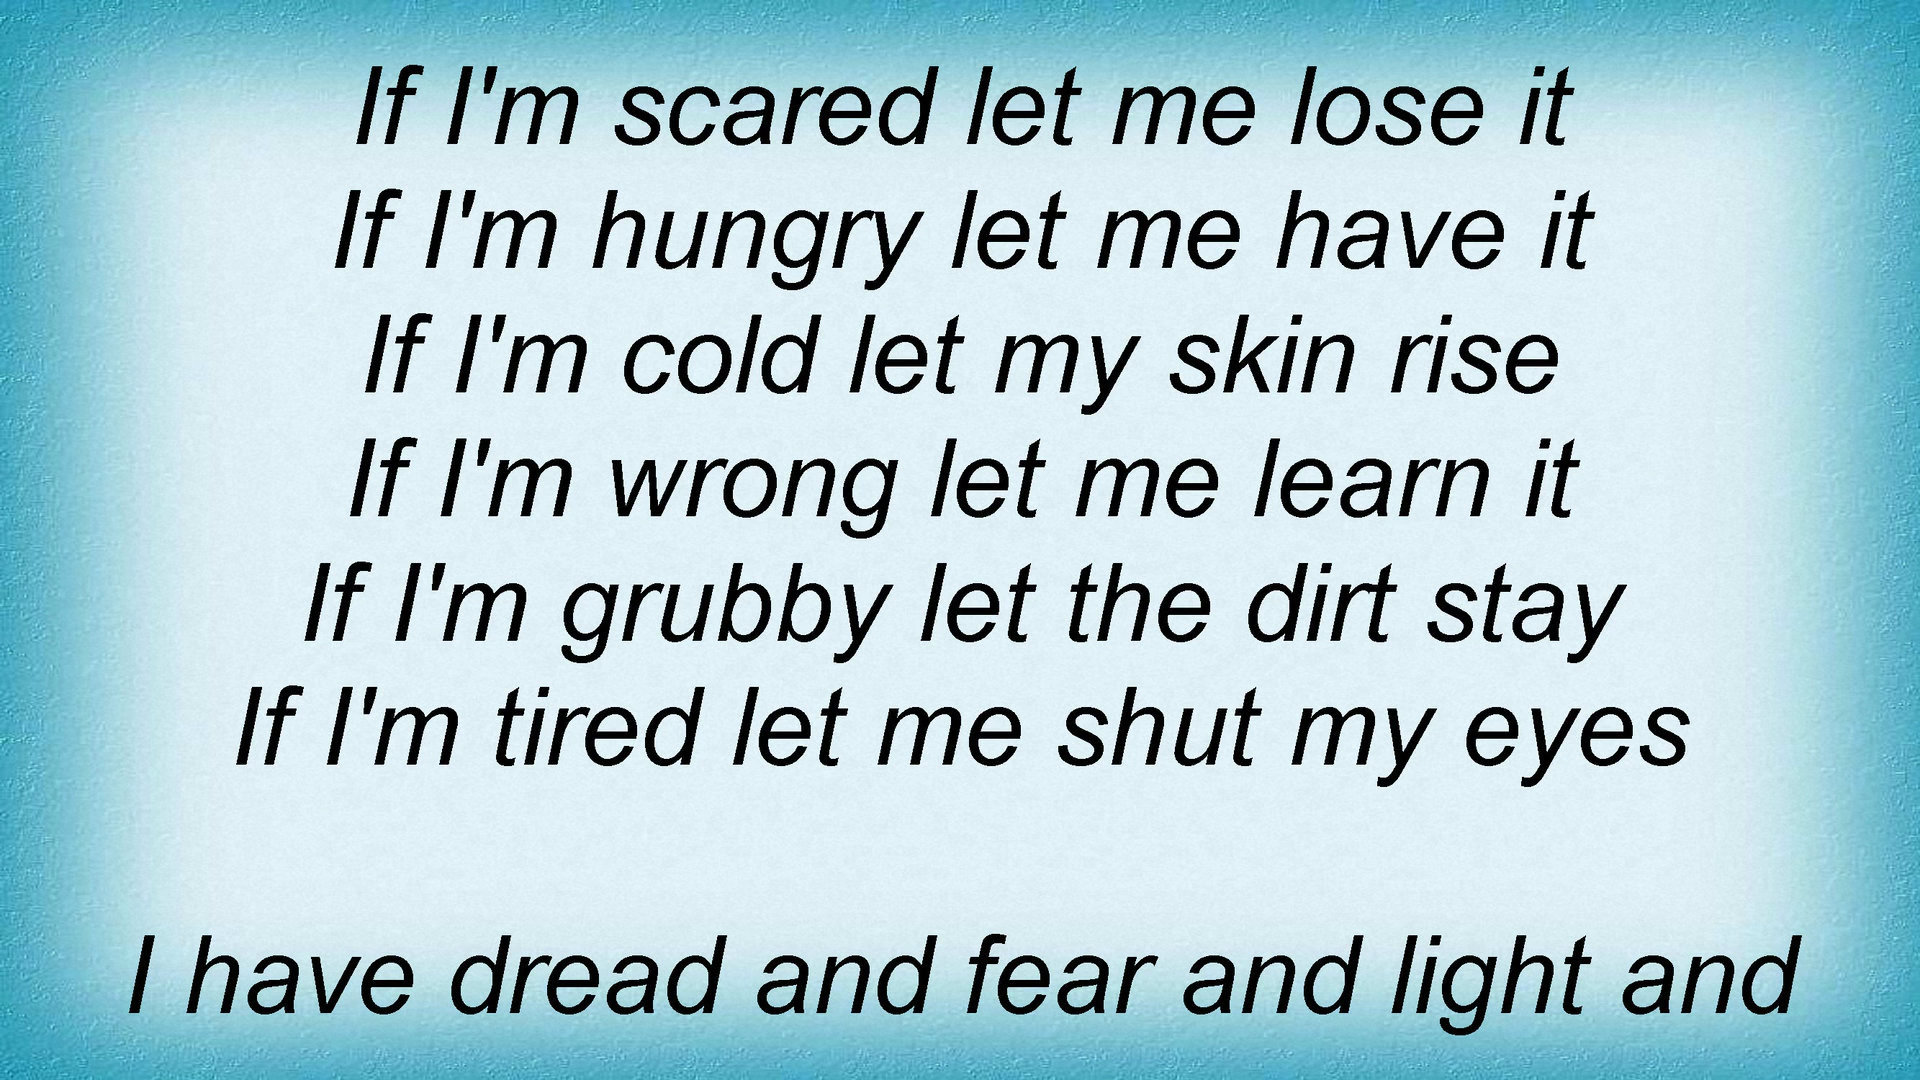 If I'm scared let me lose it
If I'm hungry let me have it
If I'm cold let my skin rise
If I'm wrong let me learn it
If I'm grubby let the dirt stay
If I'm tired let me shut my eyes
I have dread and fear and light and